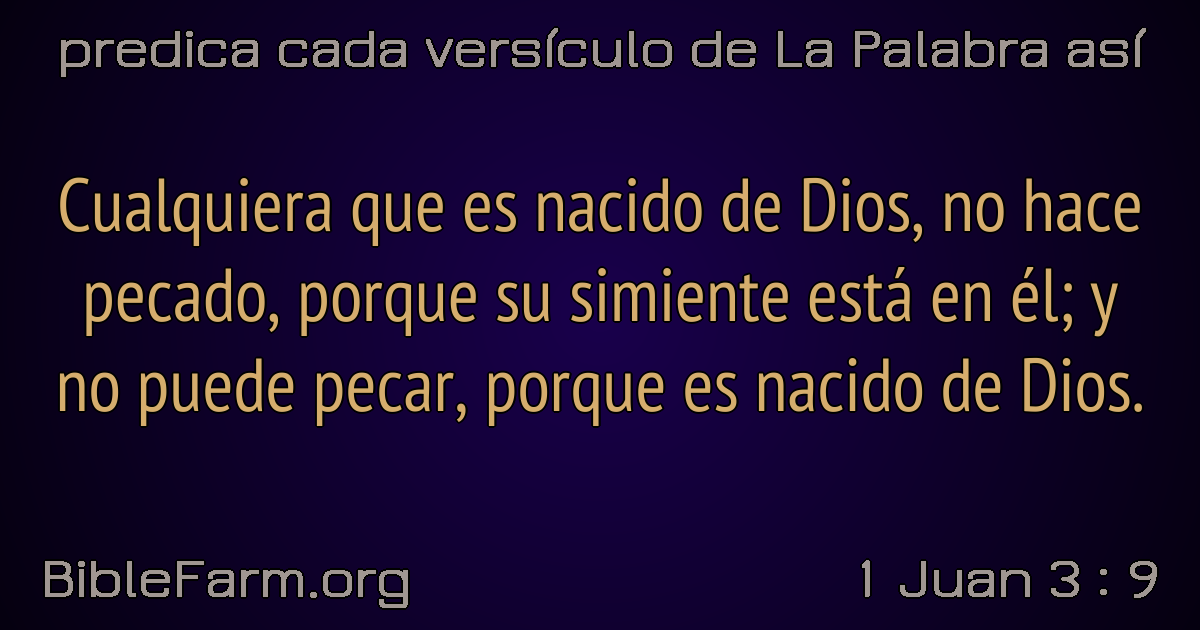 predica cada versículo de La Palabra así
Cualquiera que es nacido de Dios, no hace
pecado, porque su simiente está en él; y
no puede pecar, porque es nacido de Dios.
BibleFarm.org
1 Juan 3 : 9